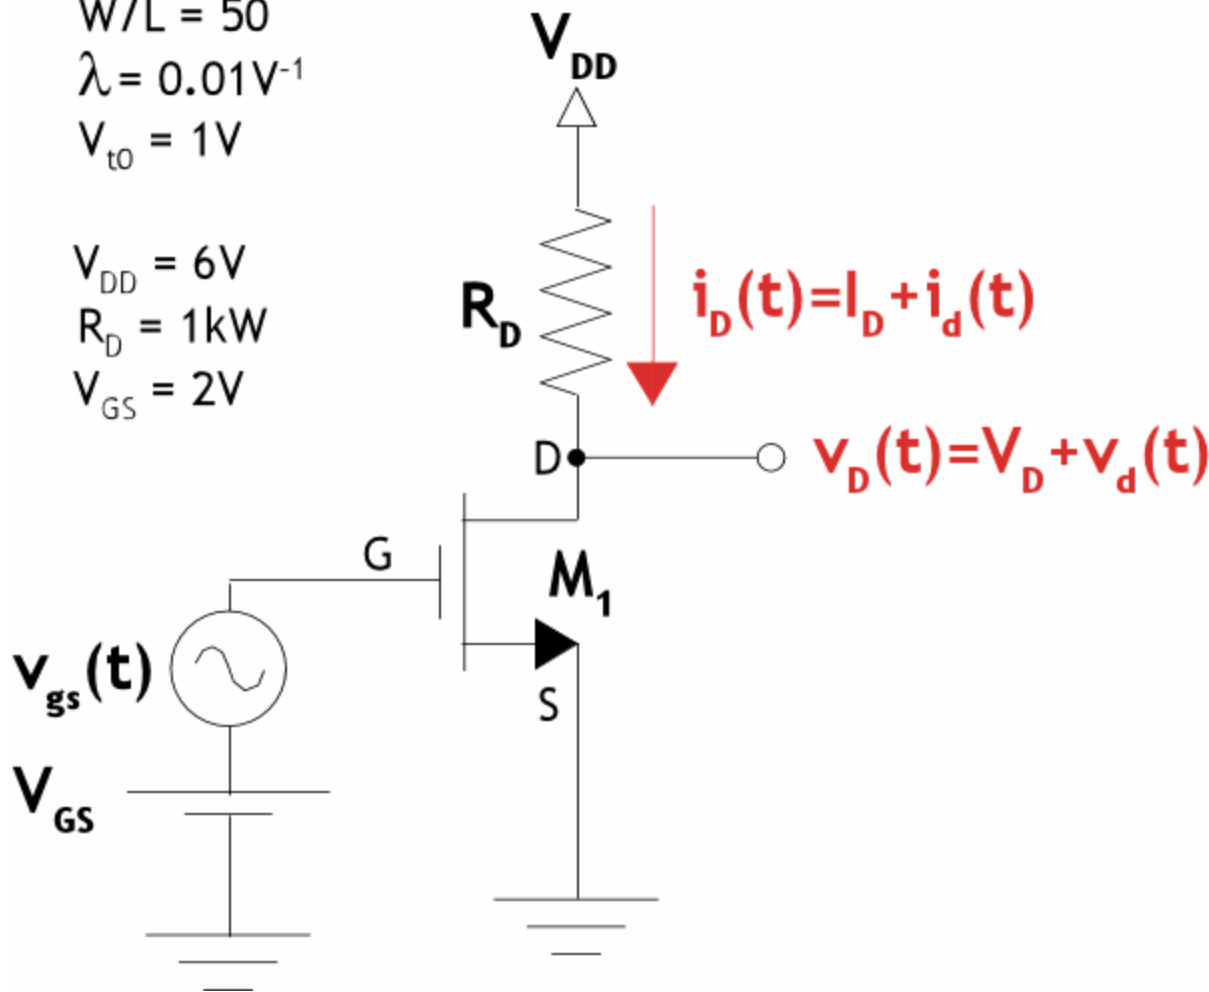 W/L = 50
λ = 0.01V⁻¹
Vt0 = 1V
VDD = 6V
RD = 1kW
VGS = 2V
VDD
RD
iD(t)=ID+id(t)
D
vD(t)=VD+vd(t)
G
M1
vgs(t)
S
VGS